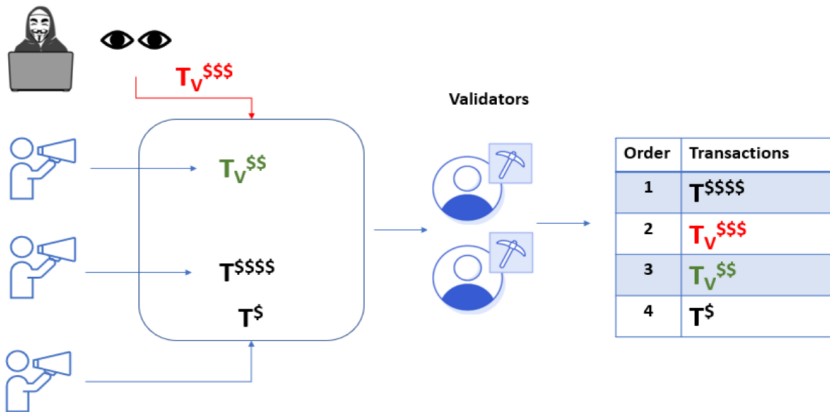 T_V^$$$
Validators
T_V^$$
T^$$$$
T^$
Order Transactions
1 T^$$$$
2 T_V^$$$
3 T_V^$$
4 T^$